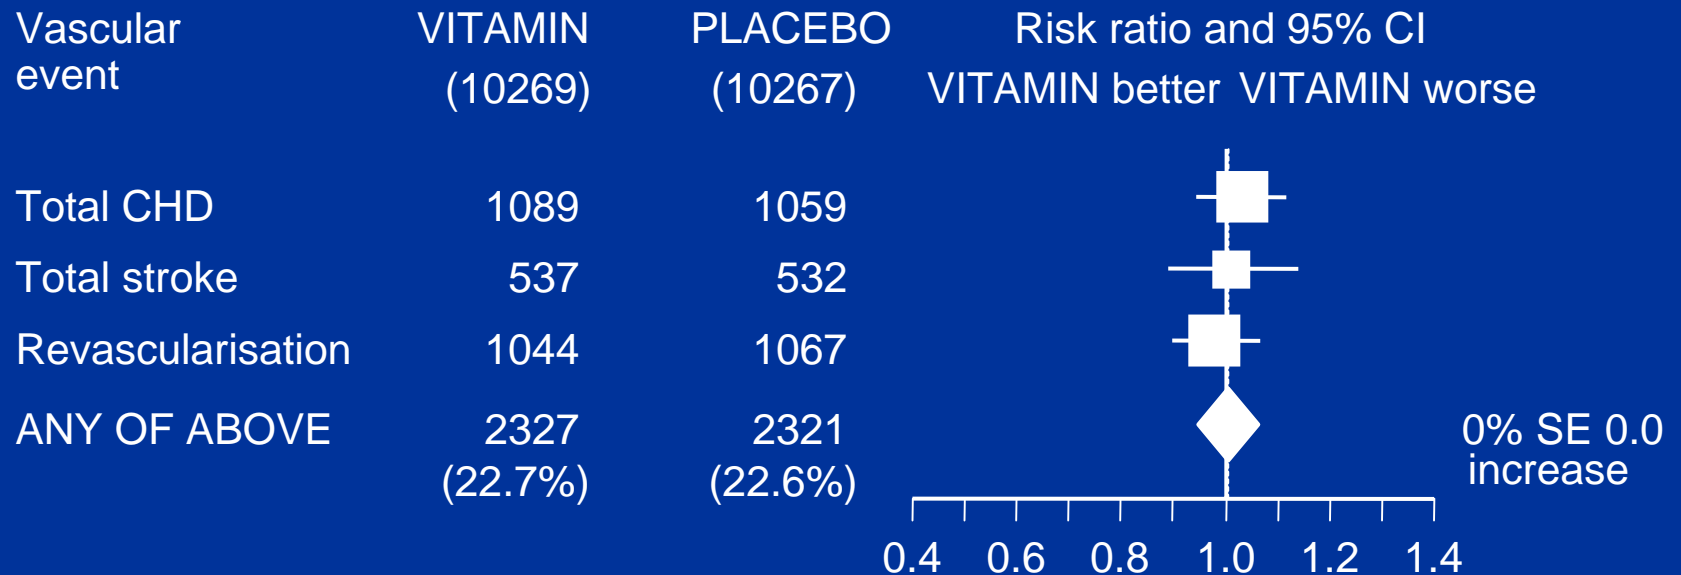 Vascular event VITAMIN PLACEBO Risk ratio and 95% CI
(10269) (10267) VITAMIN better VITAMIN worse
Total CHD 1089 1059
Total stroke 537 532
Revascularisation 1044 1067
ANY OF ABOVE 2327 2321 0% SE 0.0
(22.7%) (22.6%) increase
0.4 0.6 0.8 1.0 1.2 1.4